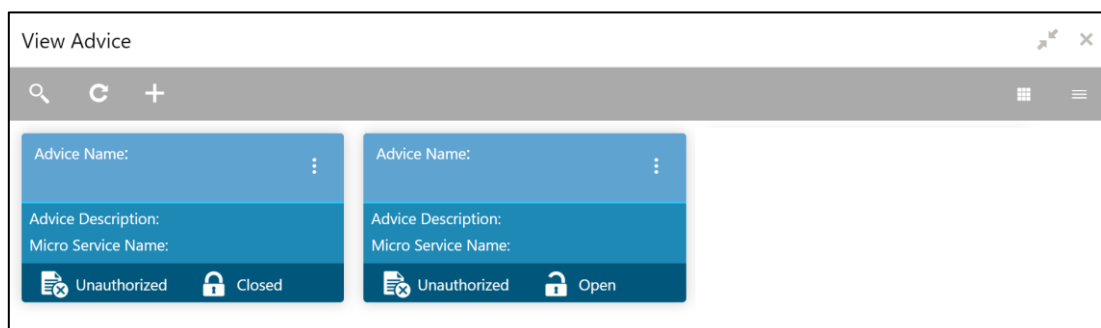 View Advice
Advice Name:
Advice Description:
Micro Service Name:
Unauthorized Closed
Advice Name:
Advice Description:
Micro Service Name:
Unauthorized Open